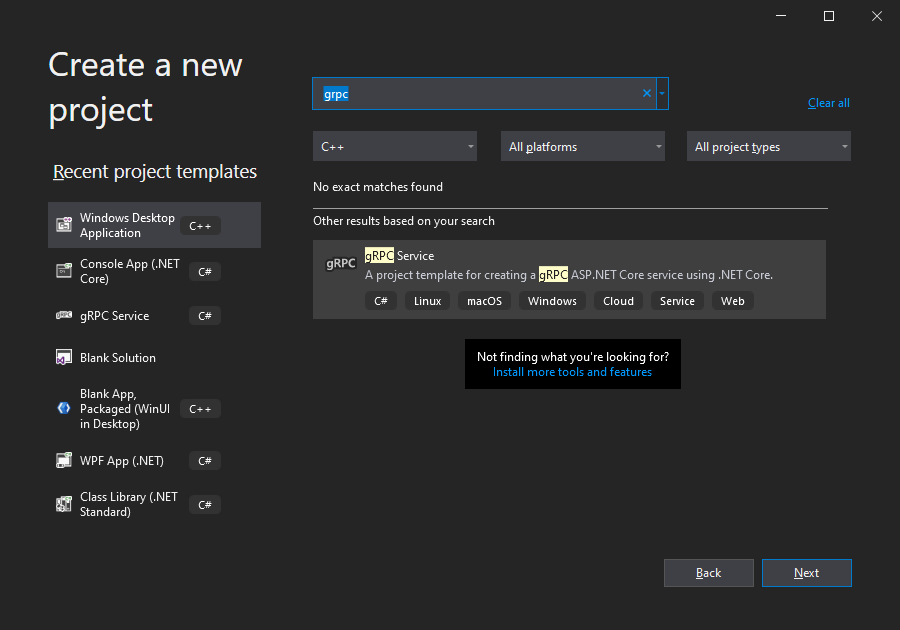 Create a new
project
Recent project templates
Windows Desktop
Application
C++
Console App (.NET
Core)
C#
gRPC Service
C#
Blank Solution
Blank App,
Packaged (WinUI
in Desktop)
C++
WPF App (.NET)
C#
Class Library (.NET
Standard)
C#
grpc
Clear all
C++
All platforms
All project types
No exact matches found
Other results based on your search
gRPC
gRPC Service
A project template for creating a gRPC ASP.NET Core service using .NET Core.
C# Linux macOS Windows Cloud Service Web
Not finding what you're looking for?
Install more tools and features
Back
Next